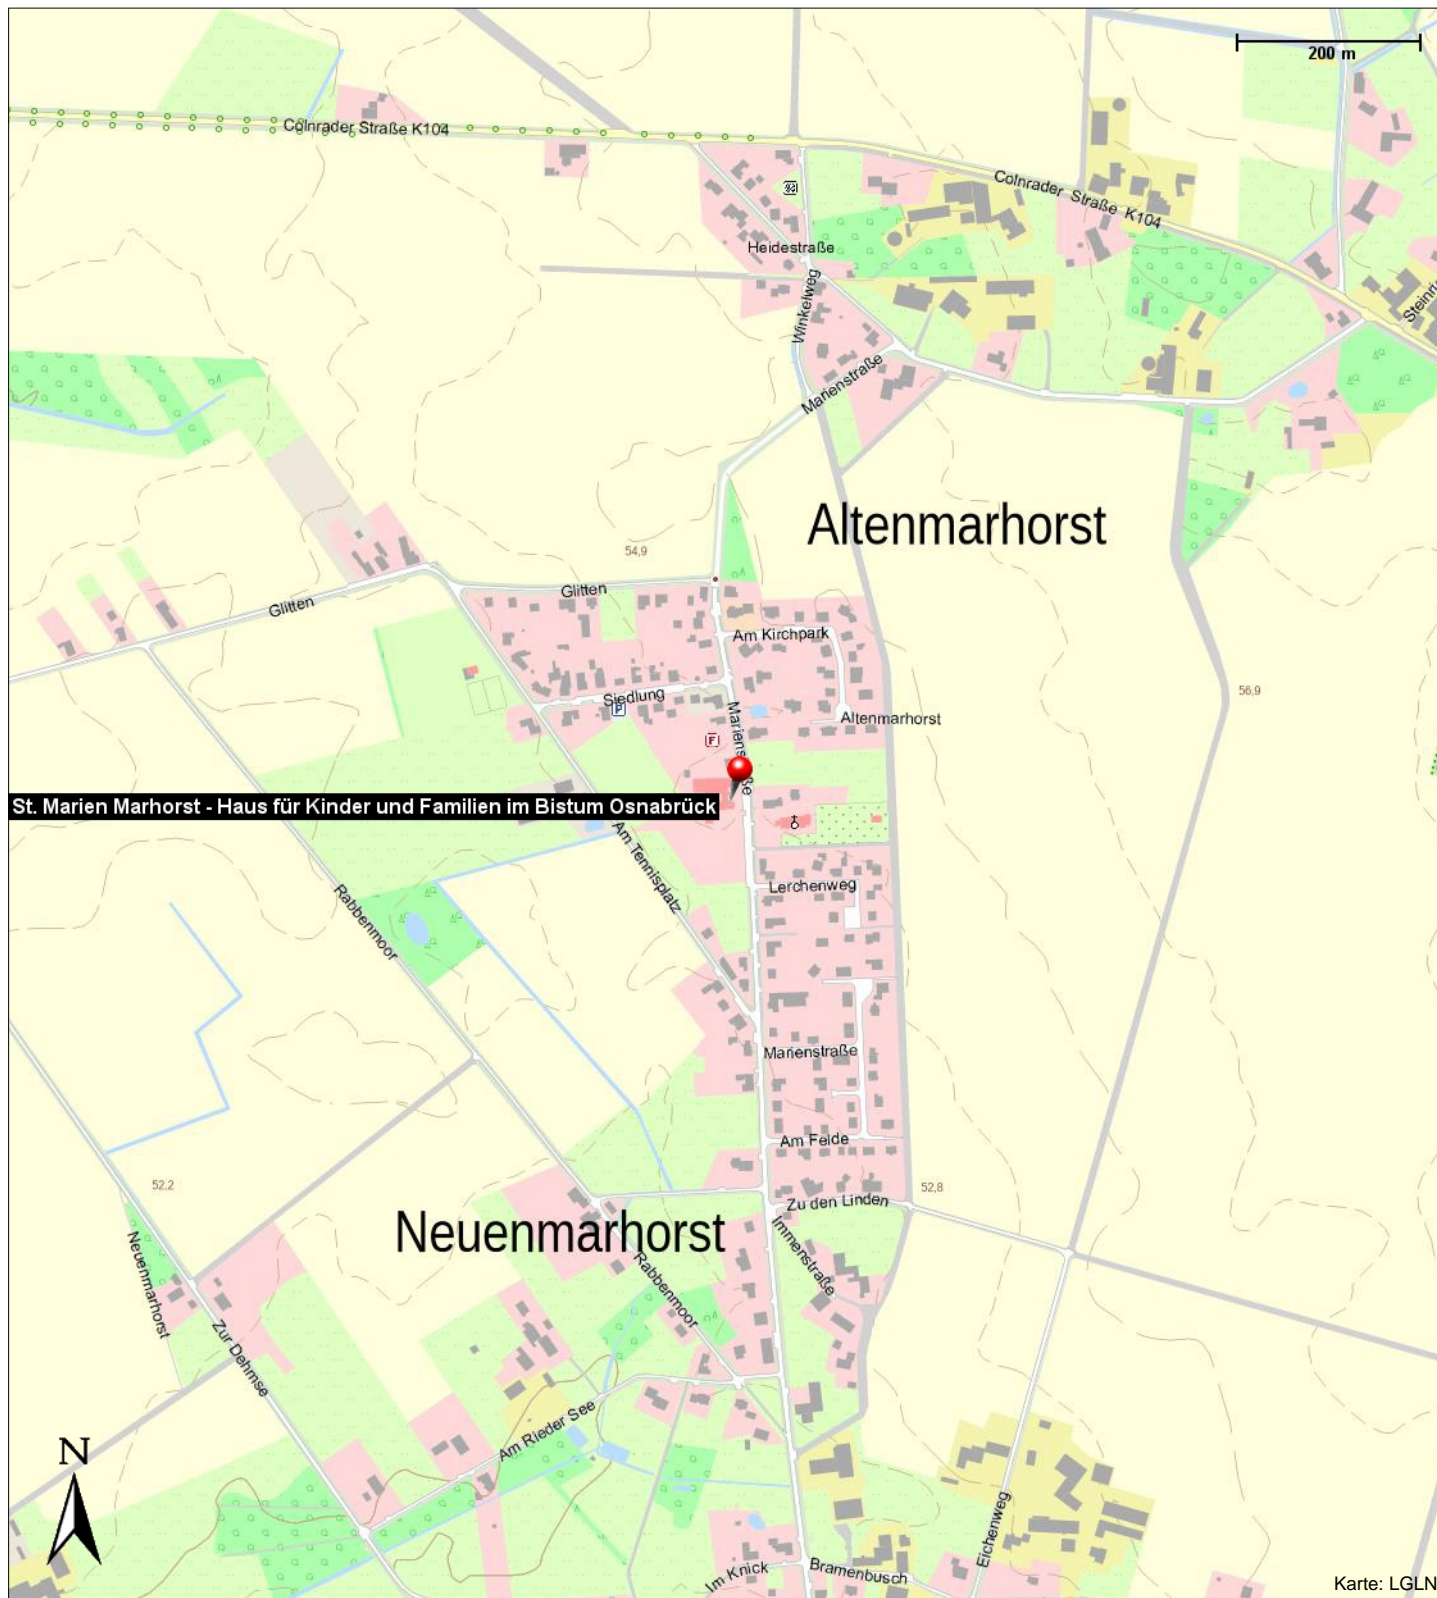 200 m
Colnrader Straße K104
Colnrader Straße K104
Heidestraße
Winkelweg
Marienstraße
Altenmarhorst
54,9
Glitten
Glitten
Am Kirchpark
Siedlung
P
Marienstraße
Altenmarhorst
56,9
F
St. Marien Marhorst - Haus für Kinder und Familien im Bistum Osnabrück
Am Tennisplatz
Lerchenweg
Rabbenmoor
Marienstraße
Am Felde
52,2
52,8
Zu den Linden
Neuenmarhorst
Immenstraße
Neuenmarhorst
Rabbenmoor
Zur Dehmse
Am Rieder See
N
Eichenweg
Im Knick
Bramenbusch
Karte: LGLN